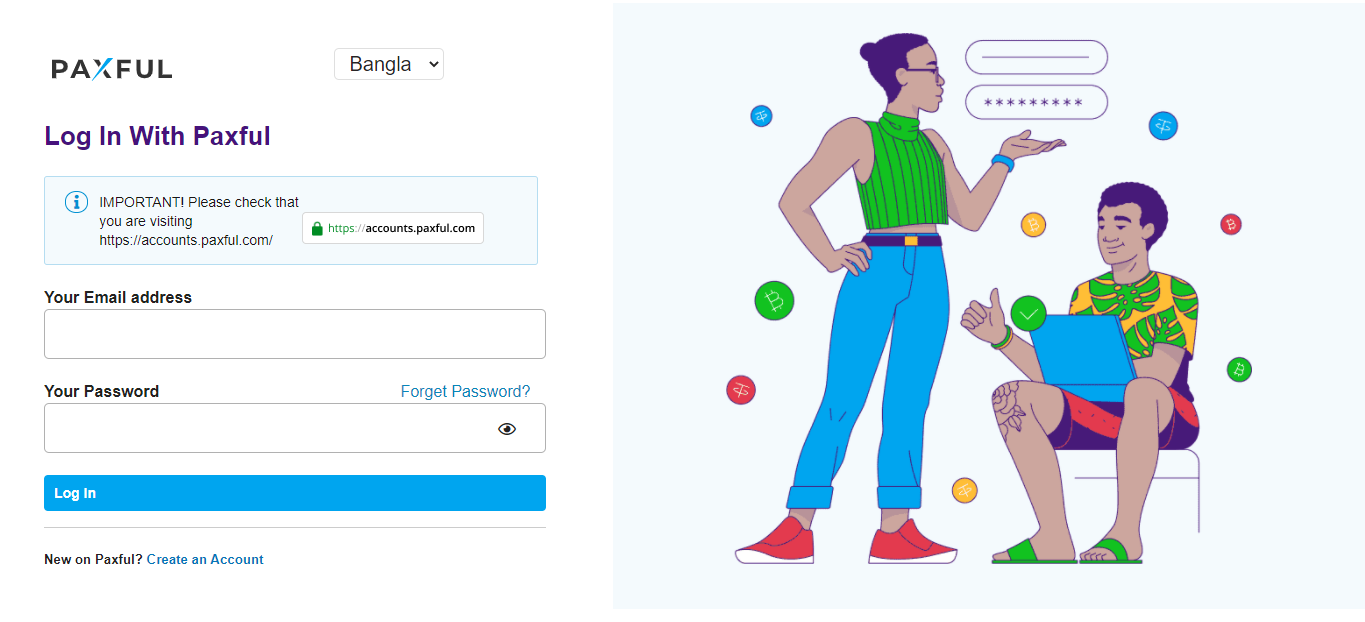 PAXFUL
Bangla
Log In With Paxful
IMPORTANT! Please check that
you are visiting
https://accounts.paxful.com/
https://accounts.paxful.com
Your Email address
Your Password
Forget Password?
Log In
New on Paxful? Create an Account
*********